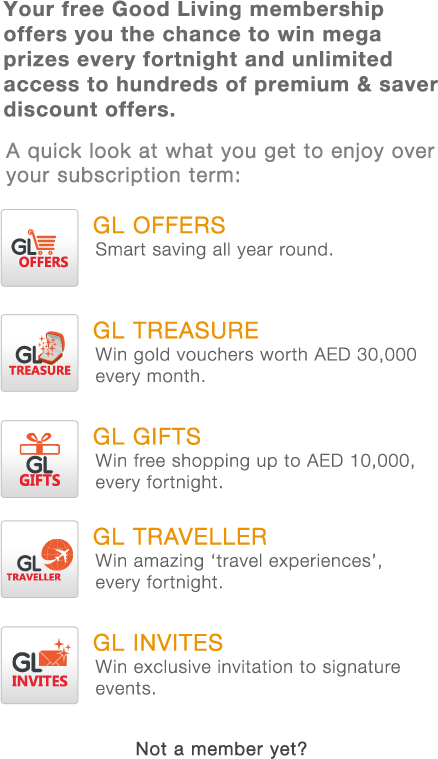 Your free Good Living membership
offers you the chance to win mega
prizes every fortnight and unlimited
access to hundreds of premium & saver
discount offers.
A quick look at what you get to enjoy over
your subscription term:
GL
OFFERS
GL OFFERS
Smart saving all year round.
GL
TREASURE
GL TREASURE
Win gold vouchers worth AED 30,000
every month.
GL
GIFTS
GL GIFTS
Win free shopping up to AED 10,000,
every fortnight.
GL
TRAVELLER
GL TRAVELLER
Win amazing ‘travel experiences’,
every fortnight.
GL
INVITES
GL INVITES
Win exclusive invitation to signature
events.
Not a member yet?